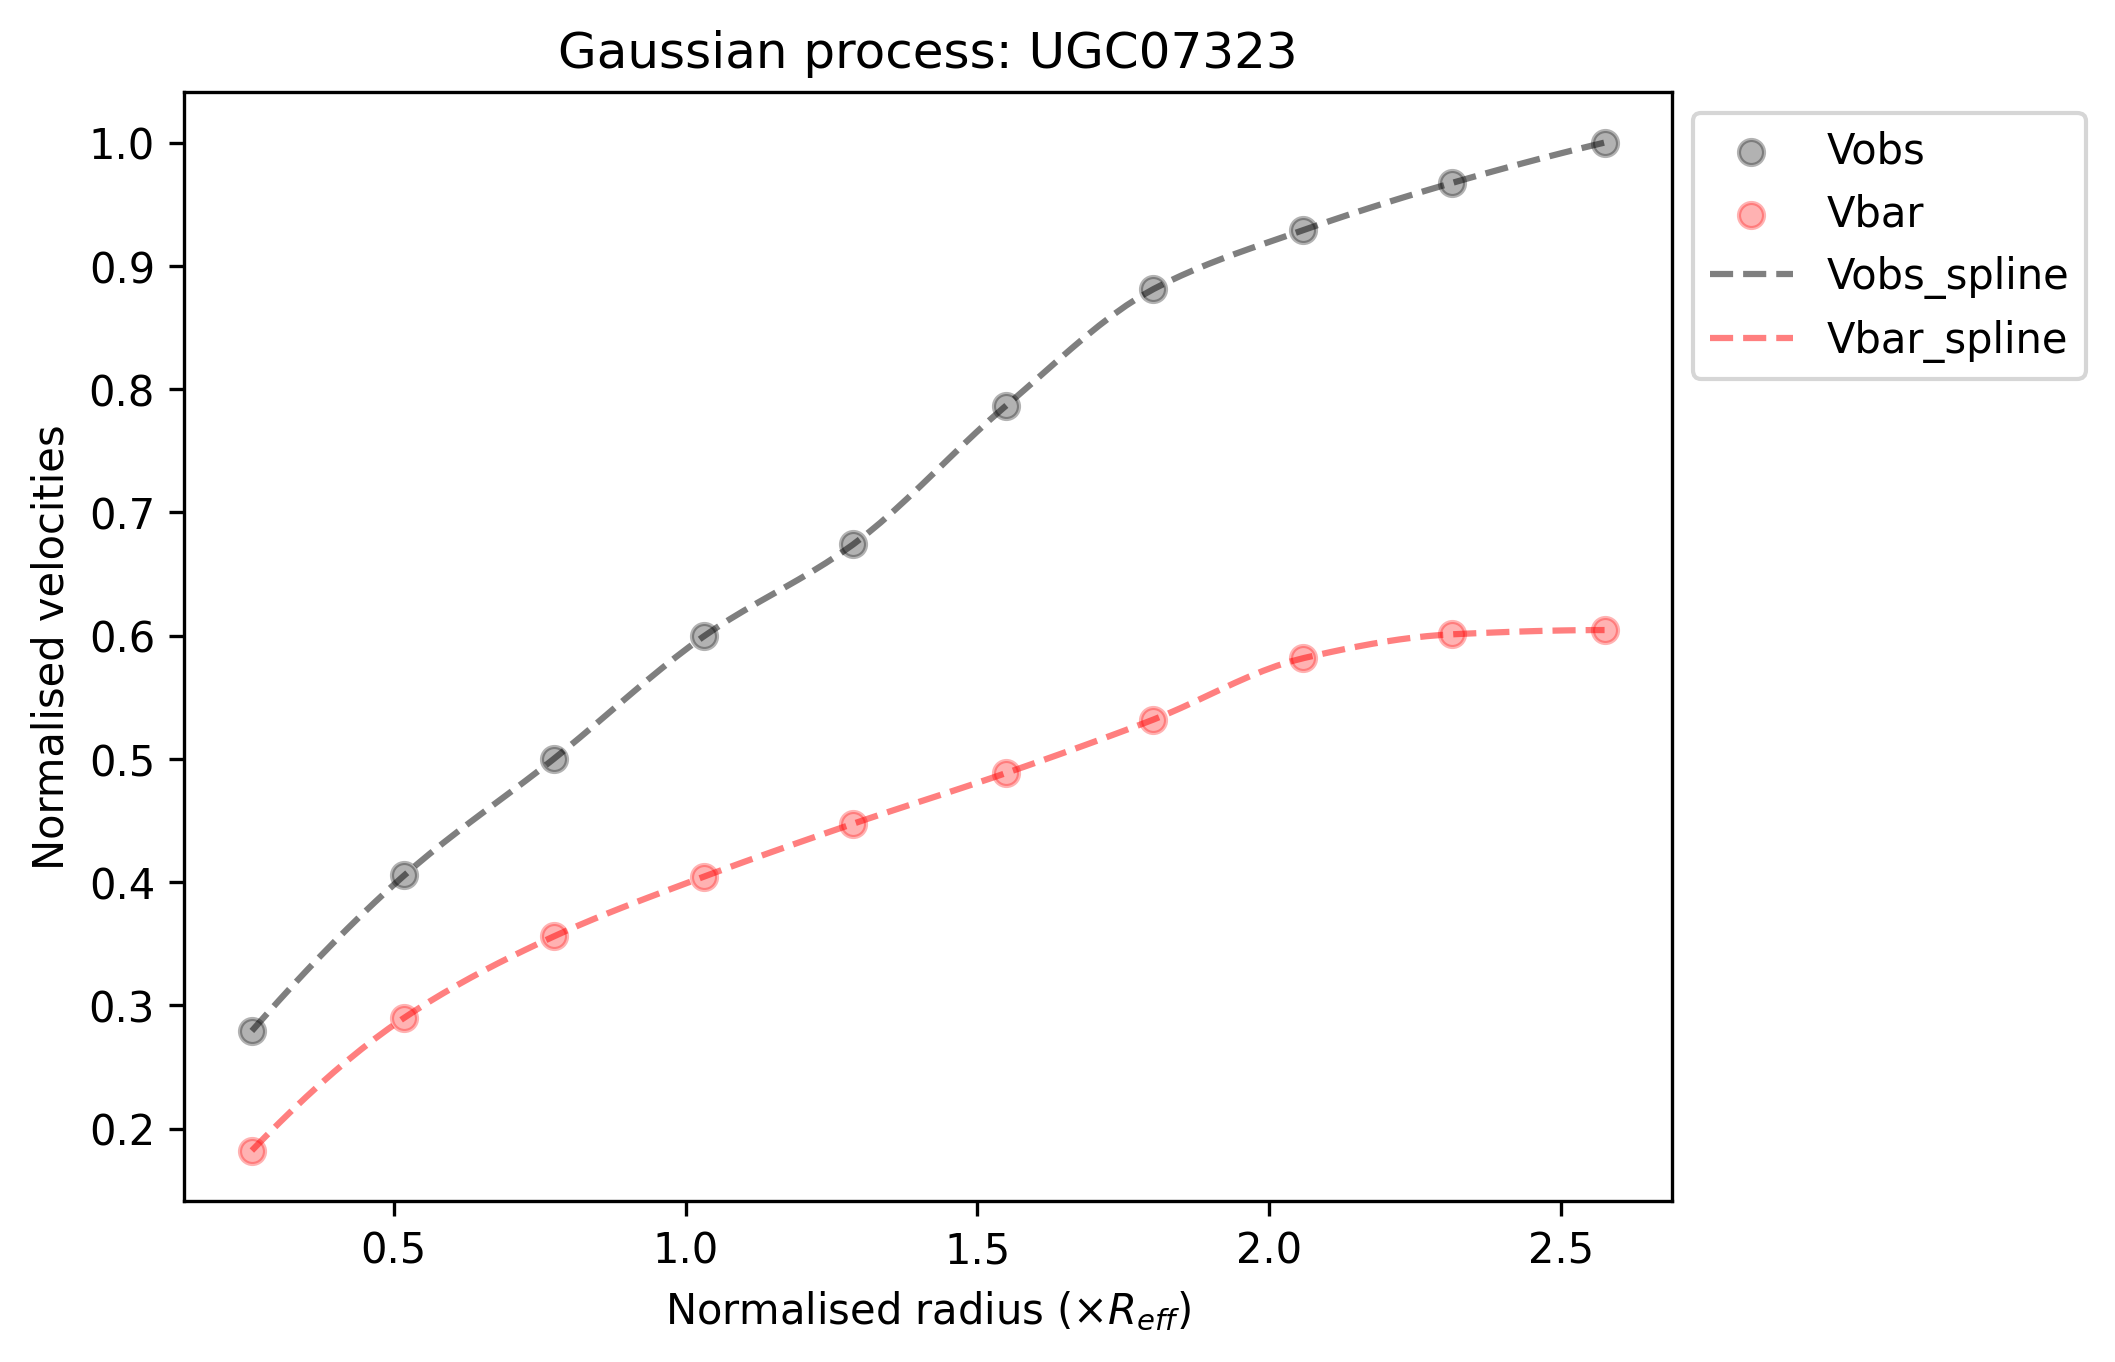 Gaussian process: UGC07323
1.0
0.9
0.8
0.7
0.6
0.5
0.4
0.3
0.2
Normalised velocities
0.5 1.0 1.5 2.0 2.5
Normalised radius (×R_eff)
Vobs
Vbar
Vobs_spline
Vbar_spline